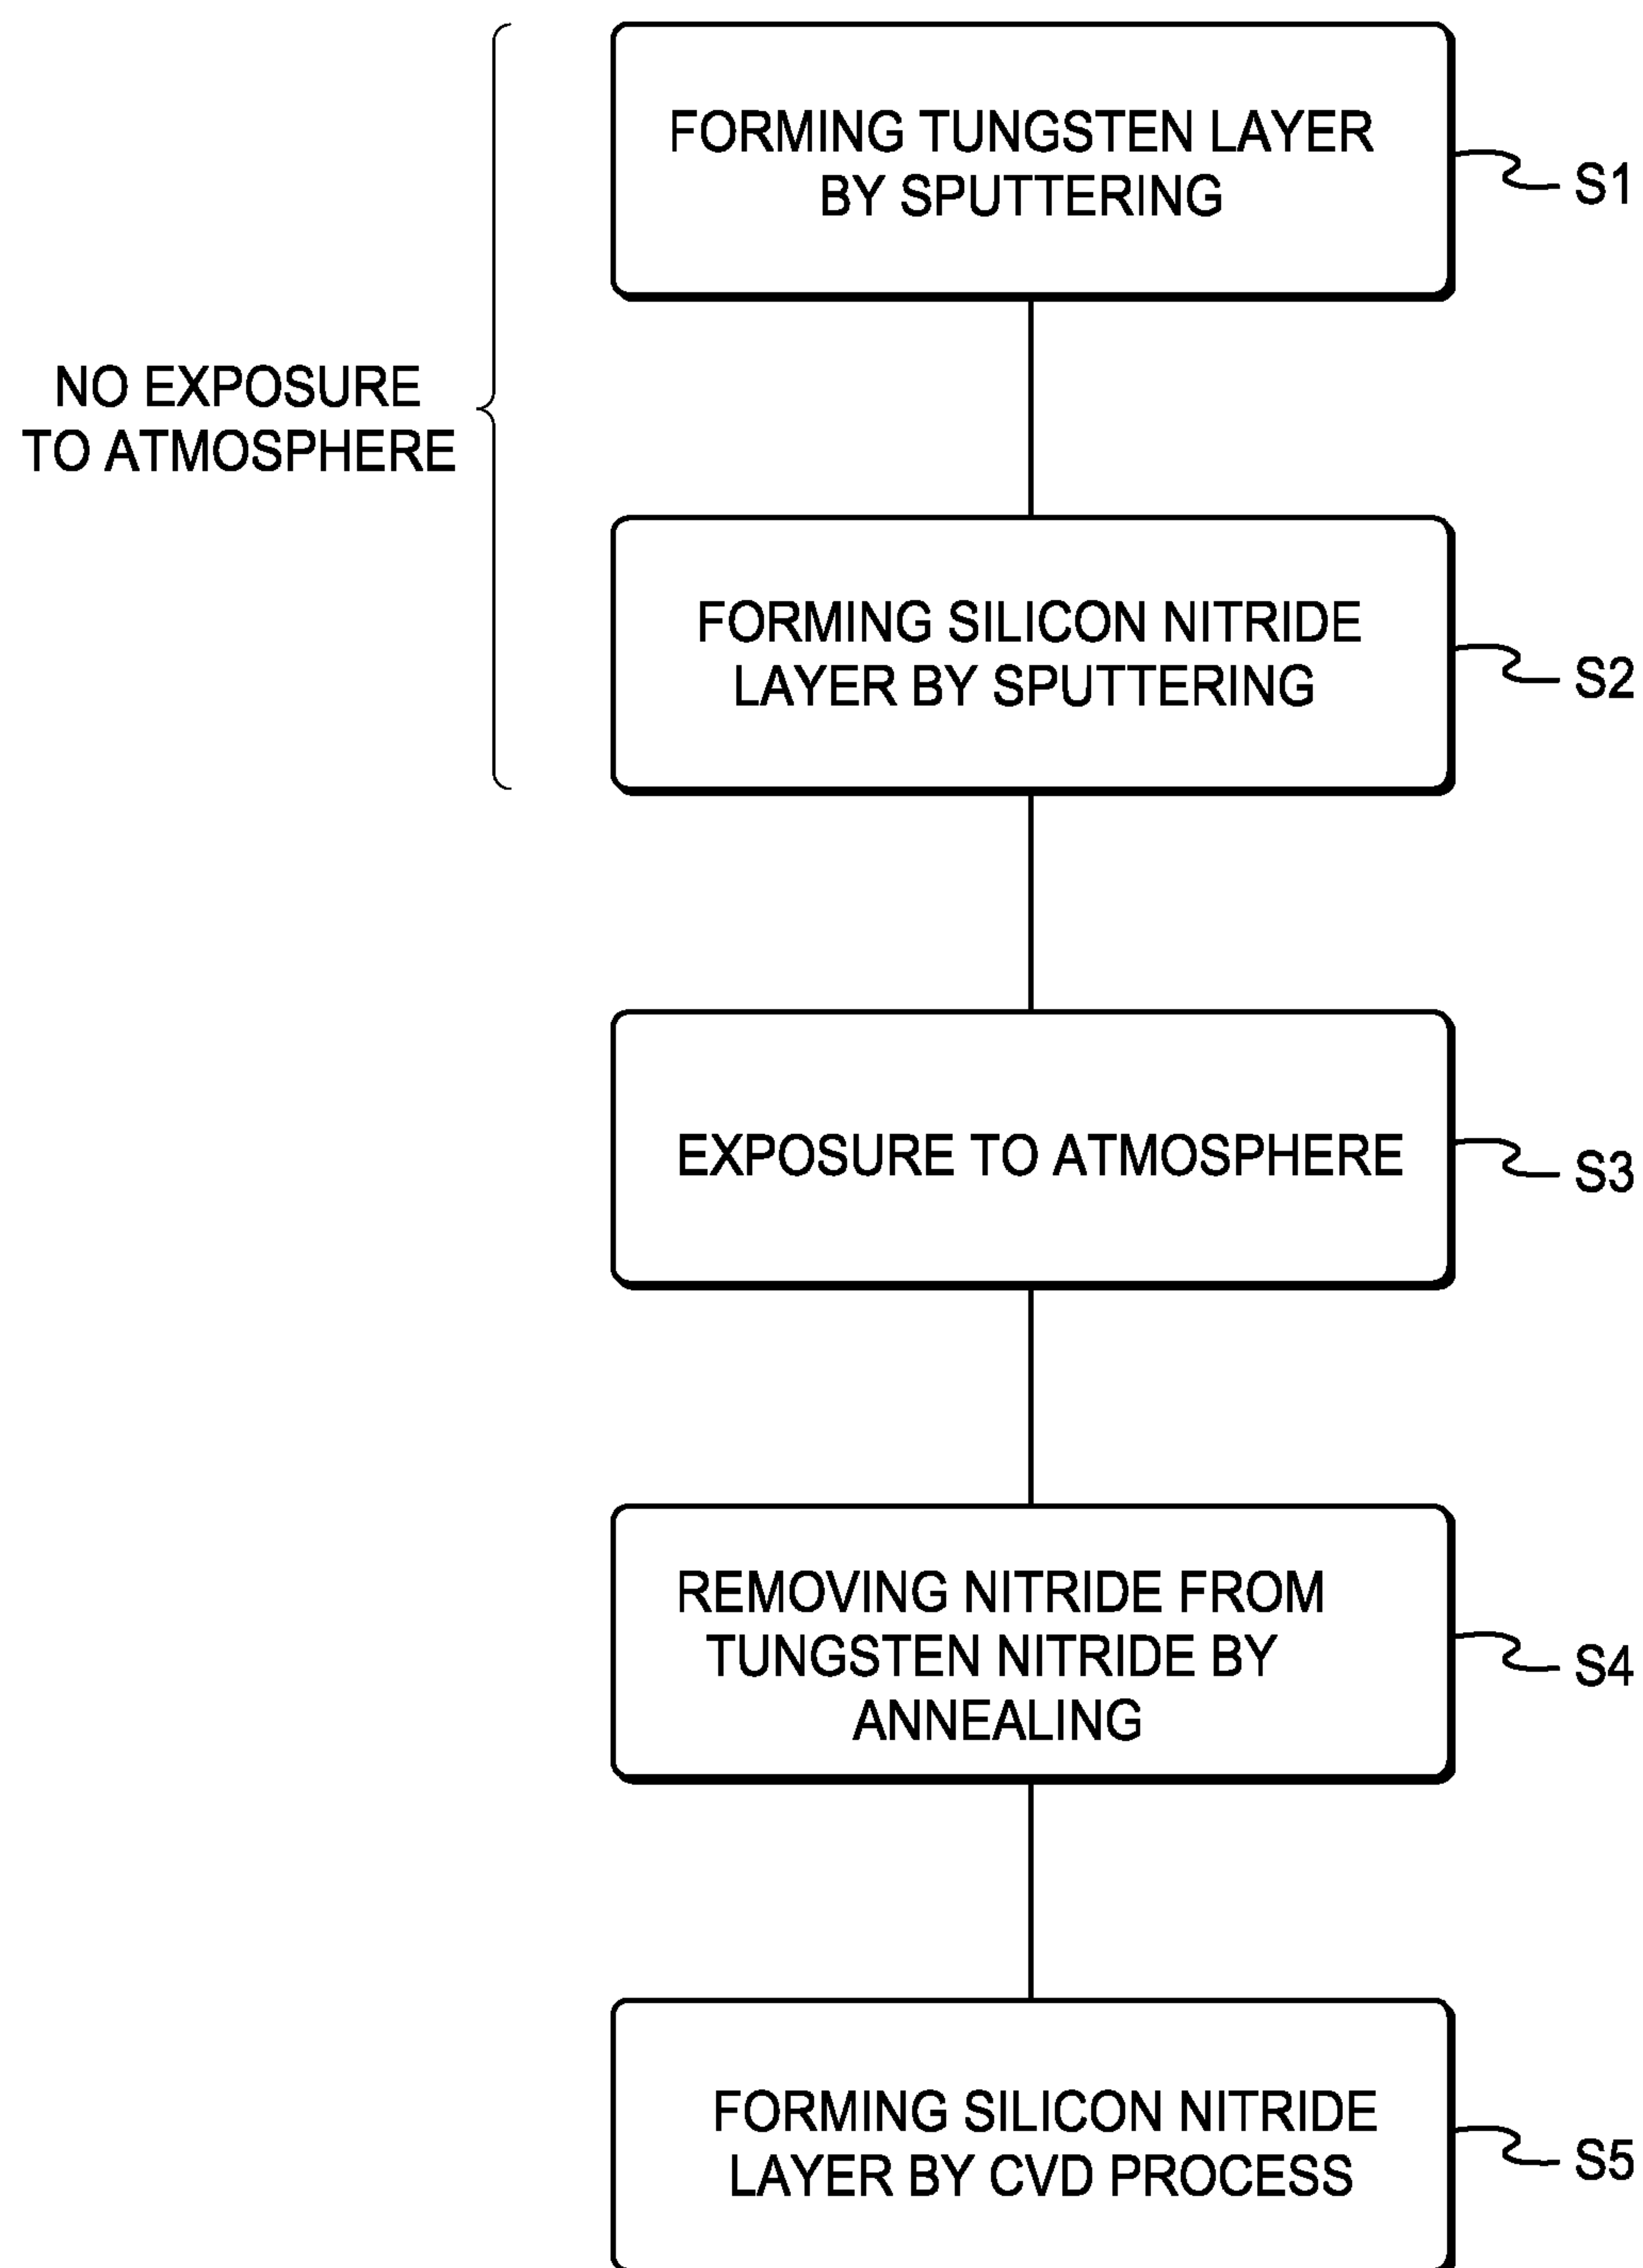 FORMING TUNGSTEN LAYER
BY SPUTTERING
S1
NO EXPOSURE
TO ATMOSPHERE
FORMING SILICON NITRIDE
LAYER BY SPUTTERING
S2
EXPOSURE TO ATMOSPHERE
S3
REMOVING NITRIDE FROM
TUNGSTEN NITRIDE BY
ANNEALING
S4
FORMING SILICON NITRIDE
LAYER BY CVD PROCESS
S5